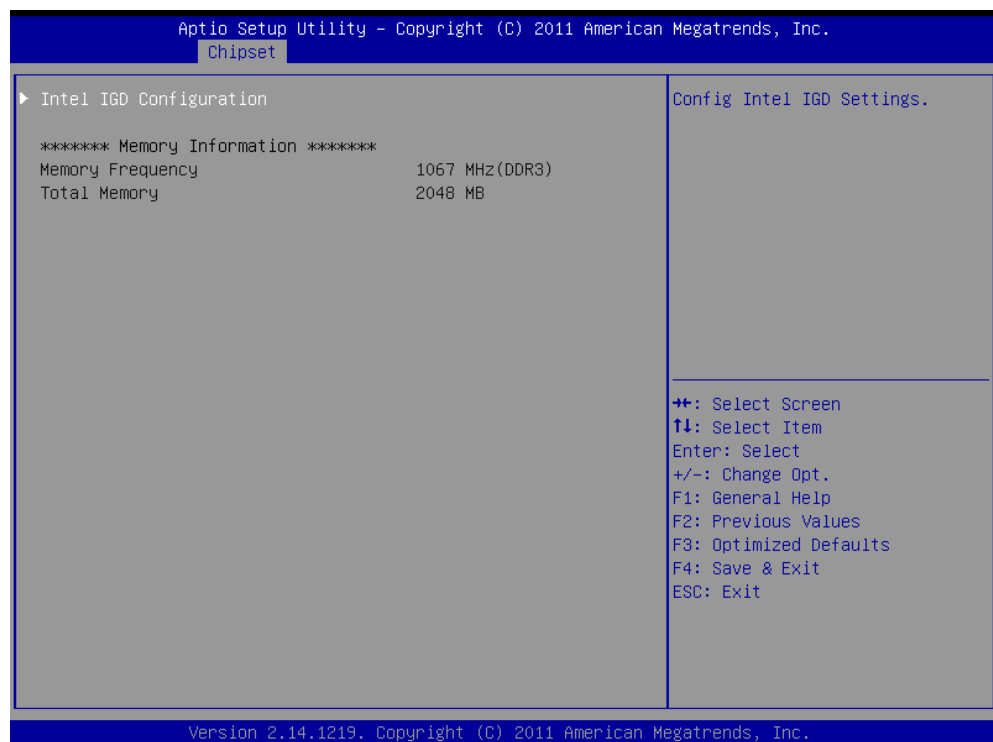 Aptio Setup Utility – Copyright (C) 2011 American Megatrends, Inc.
Chipset
▶ Intel IGD Configuration
******* Memory Information *******
Memory Frequency 1067 MHz(DDR3)
Total Memory 2048 MB
Config Intel IGD Settings.
→←: Select Screen
↑↓: Select Item
Enter: Select
+/-: Change Opt.
F1: General Help
F2: Previous Values
F3: Optimized Defaults
F4: Save & Exit
ESC: Exit
Version 2.14.1219. Copyright (C) 2011 American Megatrends, Inc.